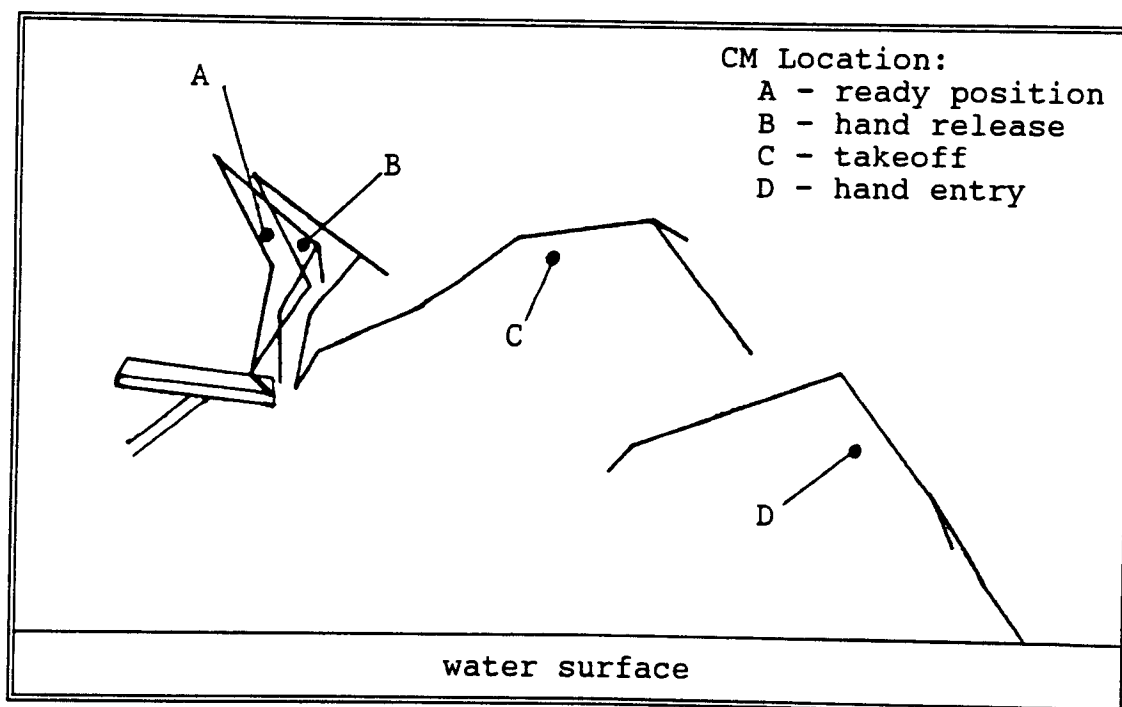 CM Location:
A - ready position
B - hand release
C - takeoff
D - hand entry
A
B
C
D
water surface